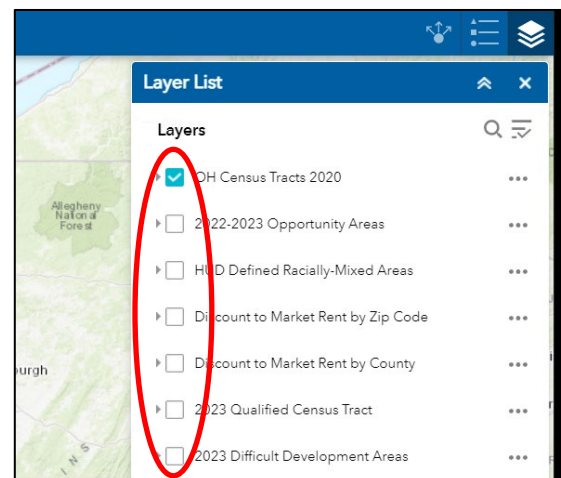 Layer List
Layers
OH Census Tracts 2020
Allegheny
National
Forest
2022-2023 Opportunity Areas
HUD Defined Racially-Mixed Areas
Discount to Market Rent by Zip Code
Discount to Market Rent by County
urgh
2023 Qualified Census Tract
2023 Difficult Development Areas
I N S